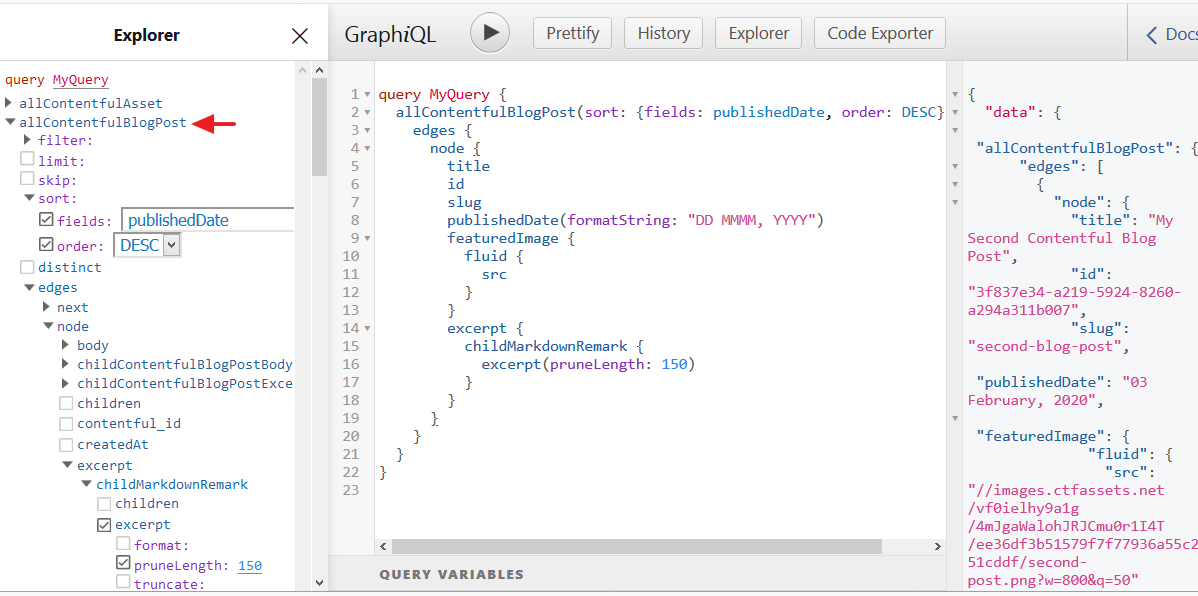 Explorer
query MyQuery
allContentfulAsset
allContentfulBlogPost
filter:
limit:
skip:
sort:
fields: publishedDate
order: DESC
distinct
edges
next
node
body
childContentfulBlogPostBody
childContentfulBlogPostExce
children
contentful_id
createdAt
excerpt
childMarkdownRemark
children
excerpt
format:
pruneLength: 150
truncate:
GraphiQL
Prettify
History
Explorer
Code Exporter
Docs
1 query MyQuery {
2 allContentfulBlogPost(sort: {fields: publishedDate, order: DESC}
3 edges {
4 node {
5 title
6 id
7 slug
8 publishedDate(formatString: "DD MMMM, YYYY")
9 featuredImage {
10 fluid {
11 src
12 }
13 }
14 excerpt {
15 childMarkdownRemark {
16 excerpt(pruneLength: 150)
17 }
18 }
19 }
20 }
21 }
22 }
23
QUERY VARIABLES
{
"data": {
"allContentfulBlogPost": {
"edges": [
{
"node": {
"title": "My
Second Contentful Blog
Post",
"id":
"3f837e34-a219-5924-8260-
a294a311b007",
"slug":
"second-blog-post",
"publishedDate": "03
February, 2020",
"featuredImage": {
"fluid": {
"src":
"//images.ctfassets.net
/vf0ielhy9a1g
/4mJgaWalohJRJCmu0r1I4T
/ee36df3b51579f7f77936a55c2
51cddf/second-
post.png?w=800&q=50"